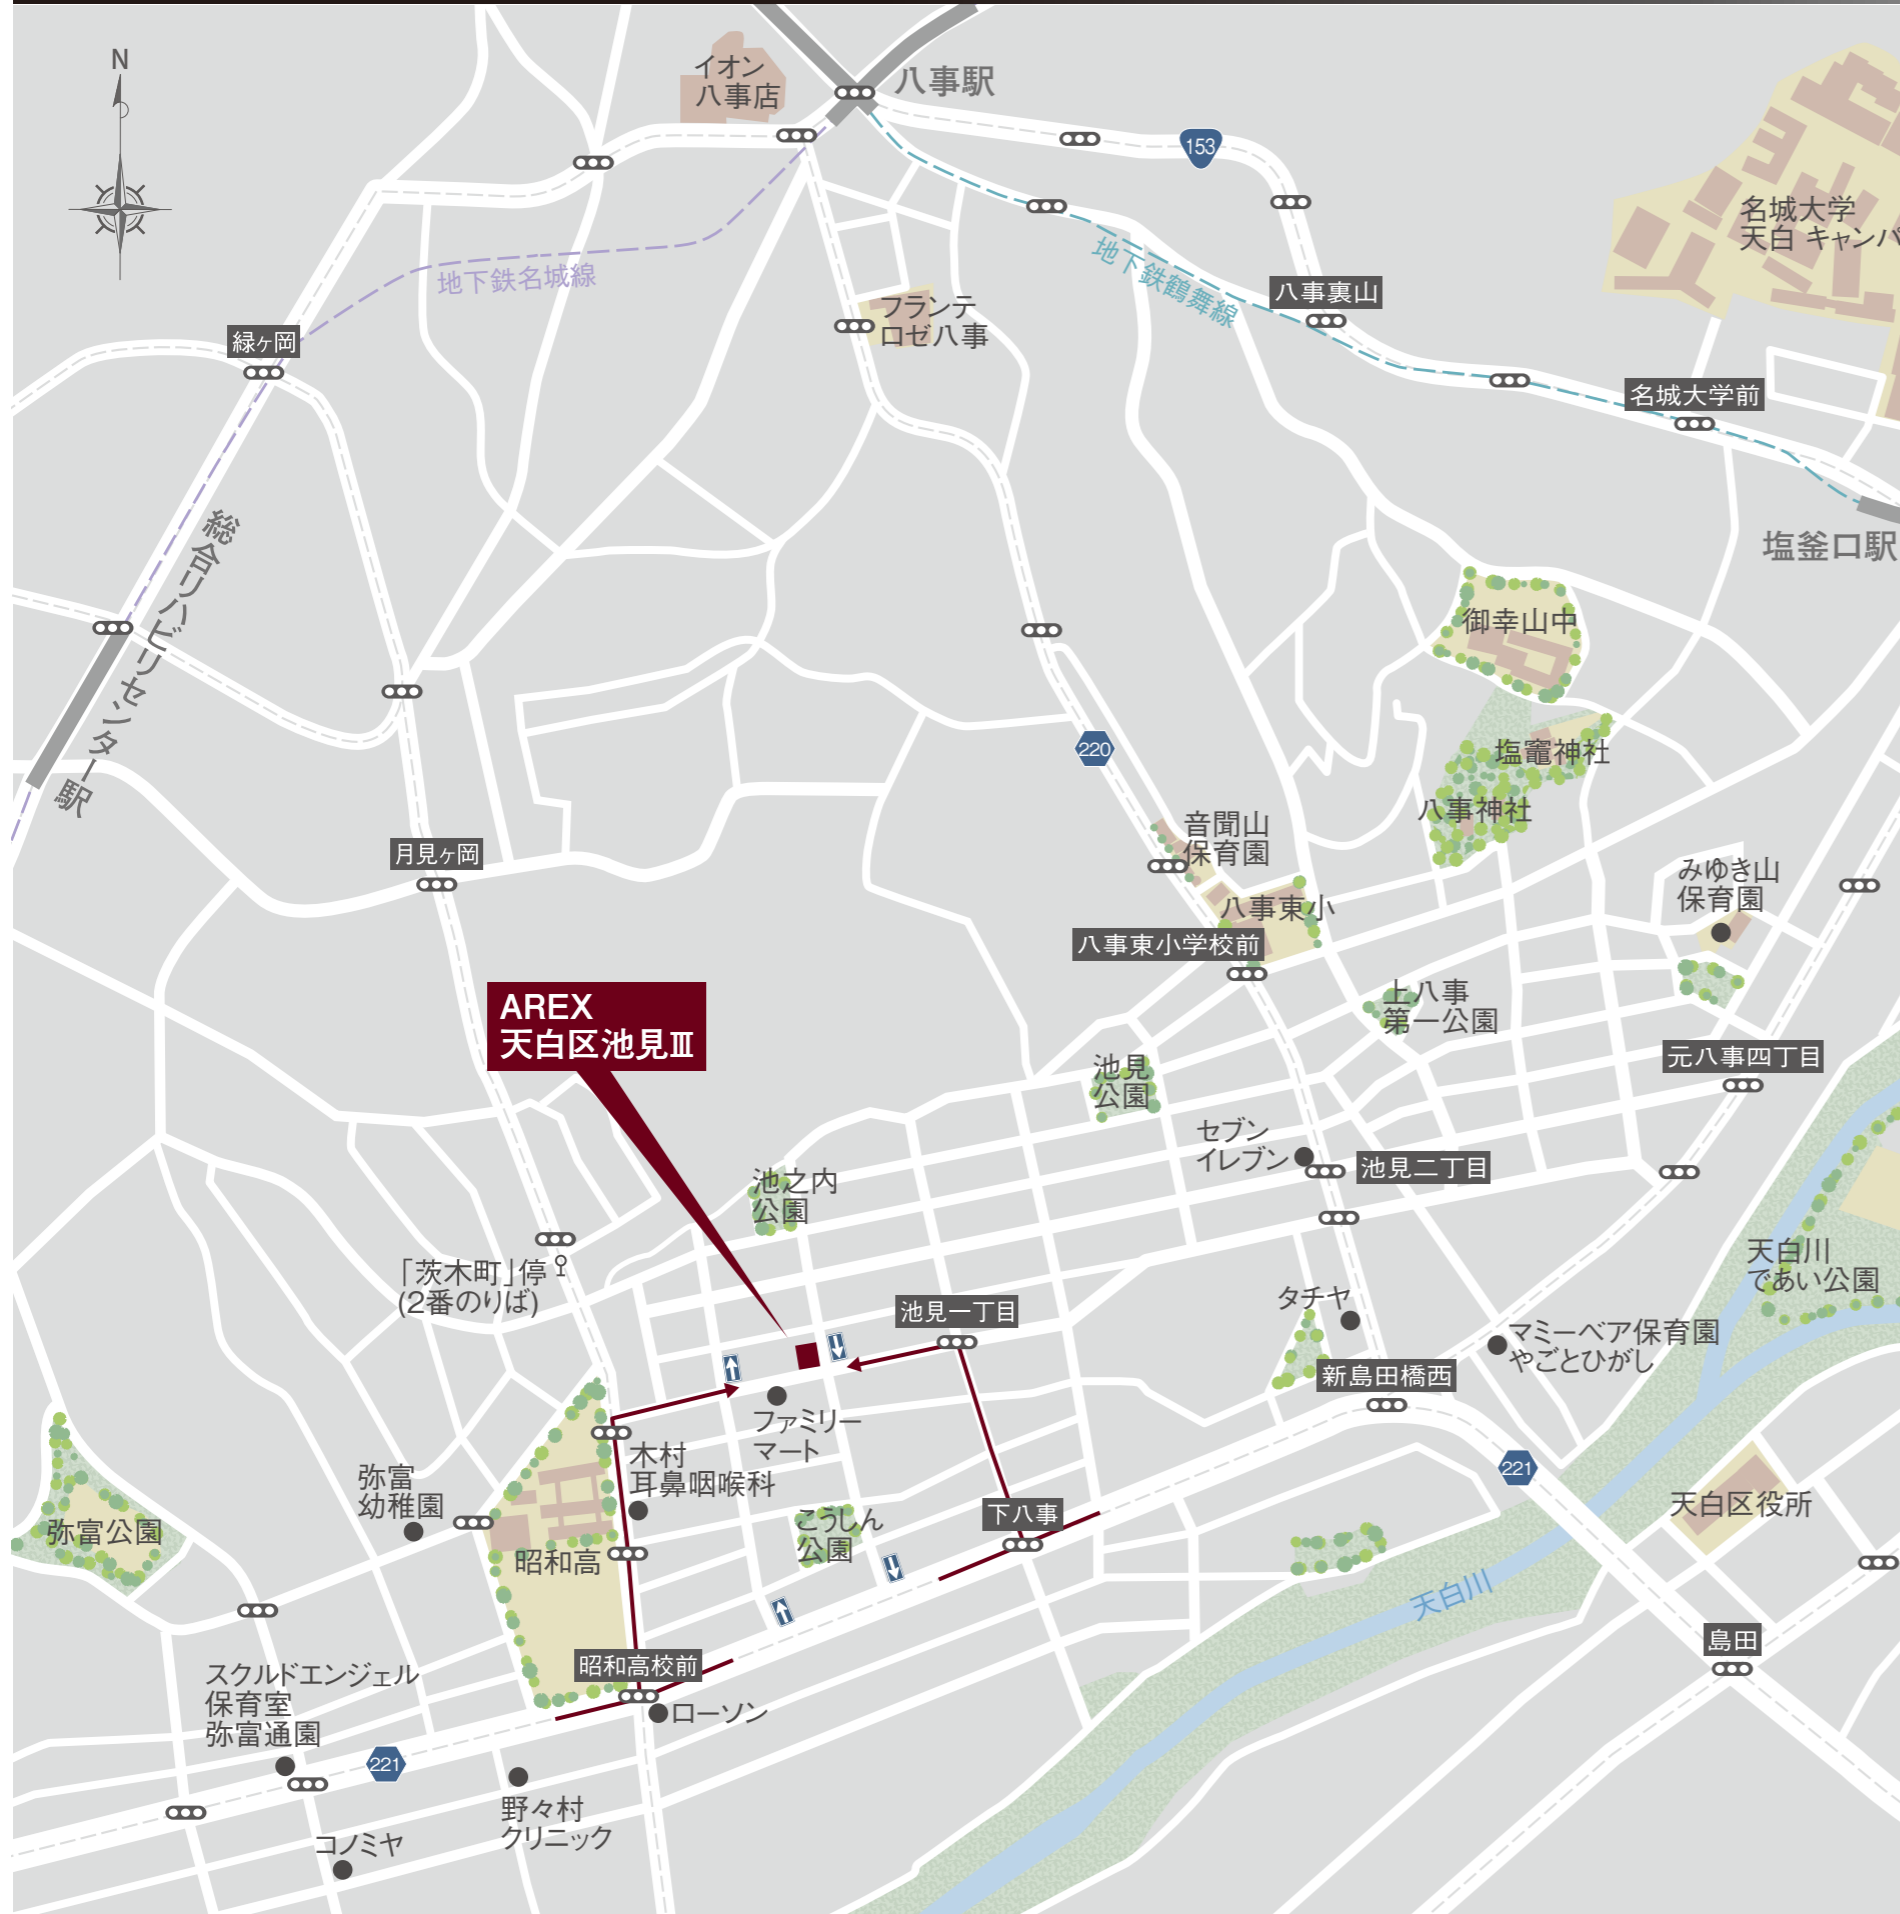 N
イオン
八事店
八事駅
153
名城大学
天白 キャンパ
地下鉄名城線
地下鉄鶴舞線
八事裏山
フランテ
ロゼ八事
緑ヶ岡
名城大学前
総合リハビリセンター駅
塩釜口駅
御幸山中
220
塩竈神社
八事神社
音聞山
保育園
月見ヶ岡
みゆき山
保育園
八事東小
八事東小学校前
AREX
天白区池見Ⅲ
上八事
第一公園
池見
公園
元八事四丁目
セブン
イレブン
池見二丁目
池之内
公園
「茨木町」停
(2番のりば)
天白川
であい公園
池見一丁目
タチヤ
マミーベア保育園
やごとひがし
新島田橋西
ファミリー
マート
木村
耳鼻咽喉科
弥富
幼稚園
221
天白区役所
弥富公園
こうしん
公園
下八事
昭和高
天白川
昭和高校前
島田
スクルドエンジェル
保育室
弥富通園
ローソン
221
野々村
クリニック
コノミヤ